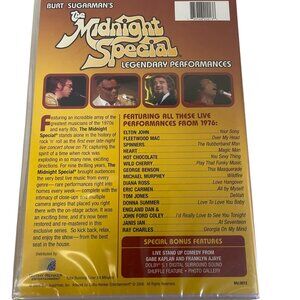 BURT SUGARMAN'S
The
Midnight
Special
LEGENDARY PERFORMANCES
Featuring an incredible array of the
greatest musicians of the 1970s
and early 80s, The Midnight
Special® stands alone in the history
of rock 'n' roll as the first ever late-night
live concert show on TV, capturing the
spirit of a time when rock was
exploding in so many new, exciting
directions. For nine thrilling years, The
Midnight Special® brought audiences
the very best live music from every
genre— rare performances right into
homes every week—complete with the
camera angles that placed you right
there with the on-stage action. It was
an exciting time, and it's now been
restored and re-mastered in this
exclusive series. So kick back, relax,
and enjoy the show—from the best
seat in the house.
Distributed by
FEATURING ALL THESE LIVE
PERFORMANCES FROM 1976:
ELTON JOHN Your Song
FLEETWOOD MAC Over My Head
SPINNERS The Rubberband Man
HEART Magic Man
HOT CHOCOLATE You Sexy Thing
WILD CHERRY Play That Funky Music
GEORGE BENSON This Masquerade
MICHAEL MURPHEY Wildfire
DIANA ROSS Love Hangover
ERIC CARMEN All By Myself
TOM JONES Delilah
DONNA SUMMER Love To Love You Baby
ENGLAND DAN &
JOHN FORD COLEY I'd Really Love To See You Tonight
JANIS IAN At Seventeen
RAY CHARLES Georgia On My Mind
SPECIAL BONUS FEATURES
LIVE STAND UP COMEDY FROM
GABE KAPLAN AND FRANKLYN AJAYE
DOLBY® 5.1 DIGITAL SURROUND SOUND
SHUFFLE FEATURE • PHOTO GALLERY